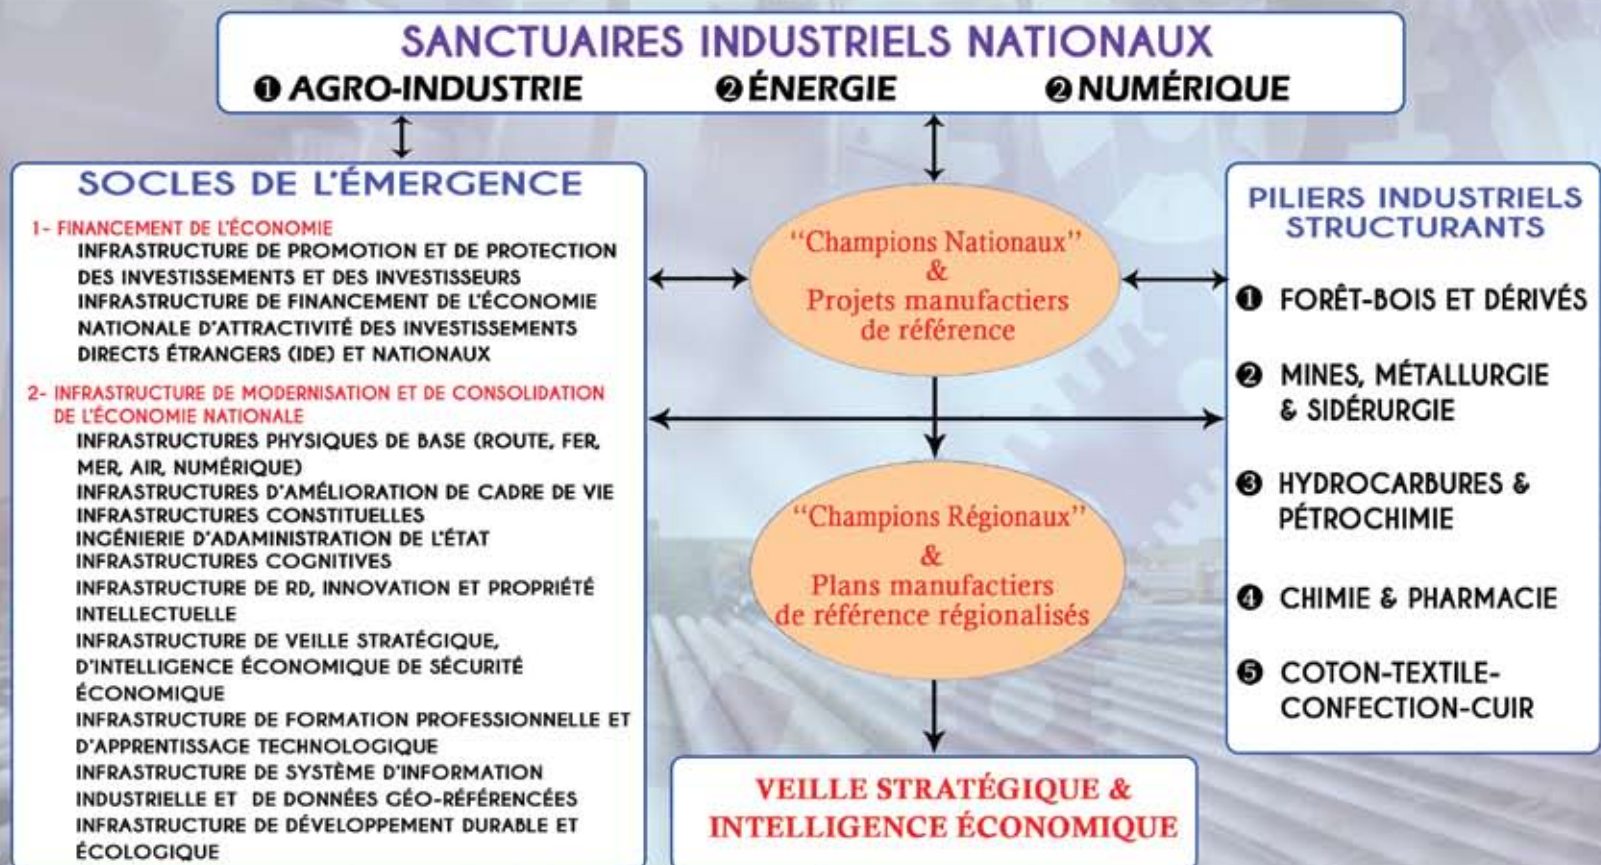 SANCTUAIRES INDUSTRIELS NATIONAUX
❶ AGRO-INDUSTRIE ❷ ÉNERGIE ❷ NUMÉRIQUE
SOCLES DE L'ÉMERGENCE
1- FINANCEMENT DE L'ÉCONOMIE
INFRASTRUCTURE DE PROMOTION ET DE PROTECTION
DES INVESTISSEMENTS ET DES INVESTISSEURS
INFRASTRUCTURE DE FINANCEMENT DE L'ÉCONOMIE
NATIONALE D'ATTRACTIVITÉ DES INVESTISSEMENTS
DIRECTS ÉTRANGERS (IDE) ET NATIONAUX
2- INFRASTRUCTURE DE MODERNISATION ET DE CONSOLIDATION
DE L'ÉCONOMIE NATIONALE
INFRASTRUCTURES PHYSIQUES DE BASE (ROUTE, FER,
MER, AIR, NUMÉRIQUE)
INFRASTRUCTURES D'AMÉLIORATION DE CADRE DE VIE
INFRASTRUCTURES CONSTITUELLES
INGÉNIERIE D'ADAMINISTRATION DE L'ÉTAT
INFRASTRUCTURES COGNITIVES
INFRASTRUCTURE DE RD, INNOVATION ET PROPRIÉTÉ
INTELLECTUELLE
INFRASTRUCTURE DE VEILLE STRATÉGIQUE,
D'INTELLIGENCE ÉCONOMIQUE DE SÉCURITÉ
ÉCONOMIQUE
INFRASTRUCTURE DE FORMATION PROFESSIONNELLE ET
D'APPRENTISSAGE TECHNOLOGIQUE
INFRASTRUCTURE DE SYSTÈME D'INFORMATION
INDUSTRIELLE ET DE DONNÉES GÉO-RÉFÉRENCÉES
INFRASTRUCTURE DE DÉVELOPPEMENT DURABLE ET
ÉCOLOGIQUE
"Champions Nationaux"
&
Projets manufactiers
de référence
"Champions Régionaux"
&
Plans manufactiers
de référence régionalisés
VEILLE STRATÉGIQUE &
INTELLIGENCE ÉCONOMIQUE
PILIERS INDUSTRIELS
STRUCTURANTS
❶ FORÊT-BOIS ET DÉRIVÉS
❷ MINES, MÉTALLURGIE
& SIDÉRURGIE
❸ HYDROCARBURES &
PÉTROCHIMIE
❹ CHIMIE & PHARMACIE
❺ COTON-TEXTILE-
CONFECTION-CUIR